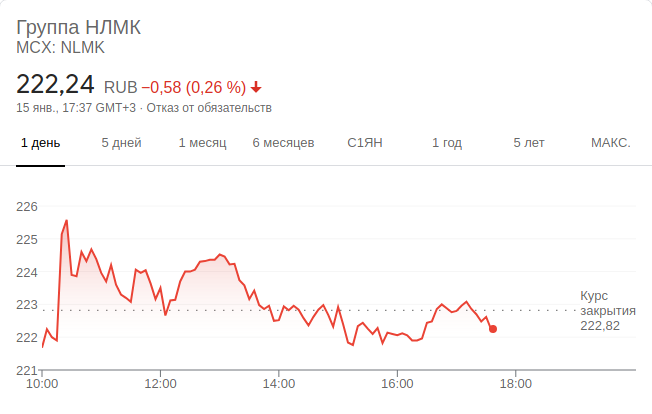 Группа НЛМК
MCX: NLMK
222,24 RUB −0,58 (0,26 %)
15 янв., 17:37 GMT+3 · Отказ от обязательств
1 день 5 дней 1 месяц 6 месяцев С1ЯН 1 год 5 лет МАКС.
226
225
224
223
222
221
Курс
закрытия
222,82
10:00 12:00 14:00 16:00 18:00